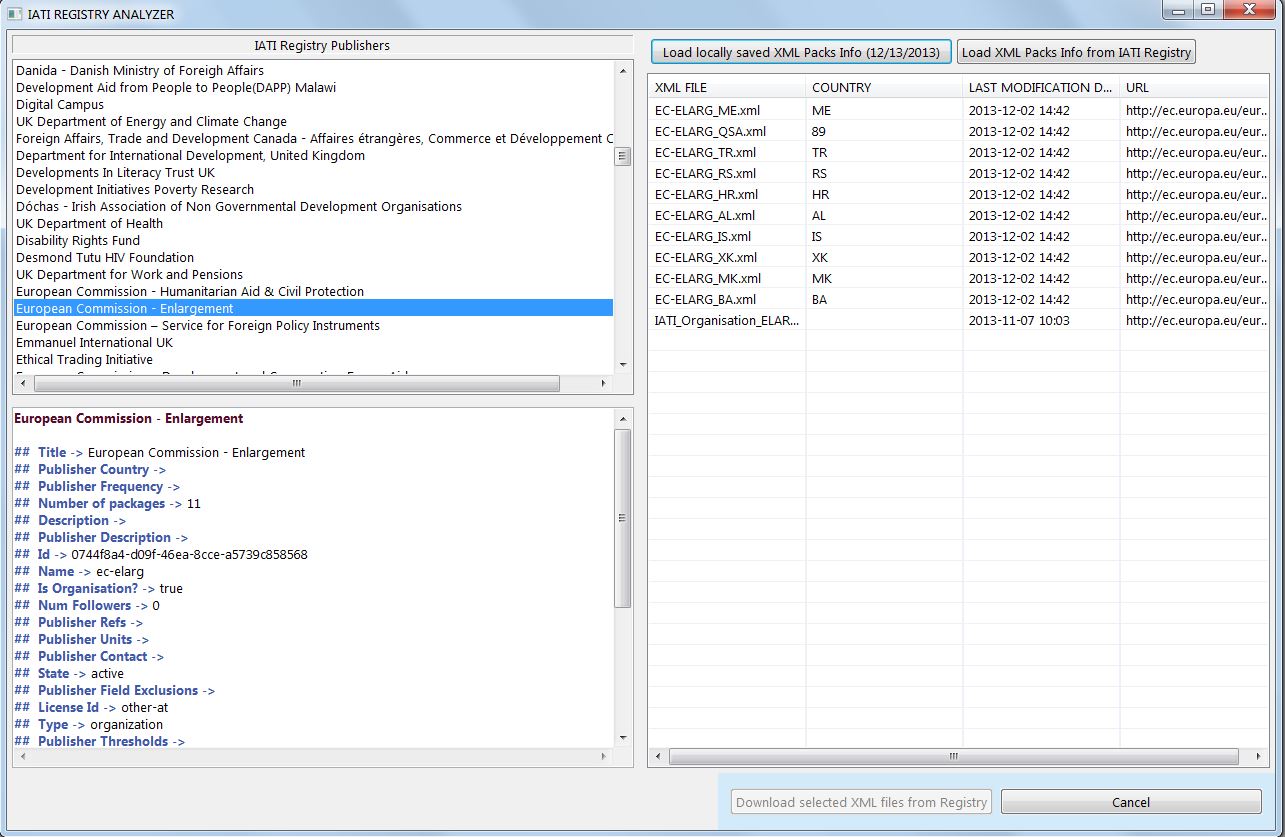 IATI REGISTRY ANALYZER
IATI Registry Publishers
Danida - Danish Ministry of Foreigh Affairs
Development Aid from People to People(DAPP) Malawi
Digital Campus
UK Department of Energy and Climate Change
Foreign Affairs, Trade and Development Canada - Affaires étrangères, Commerce et Développement C
Department for International Development, United Kingdom
Developments In Literacy Trust UK
Development Initiatives Poverty Research
Dóchas - Irish Association of Non Governmental Development Organisations
UK Department of Health
Disability Rights Fund
Desmond Tutu HIV Foundation
UK Department for Work and Pensions
European Commission - Humanitarian Aid & Civil Protection
European Commission - Enlargement
European Commission – Service for Foreign Policy Instruments
Emmanuel International UK
Ethical Trading Initiative
European Commission - Enlargement
## Title -> European Commission - Enlargement
## Publisher Country ->
## Publisher Frequency ->
## Number of packages -> 11
## Description ->
## Publisher Description ->
## Id -> 0744f8a4-d09f-46ea-8cce-a5739c858568
## Name -> ec-elarg
## Is Organisation? -> true
## Num Followers -> 0
## Publisher Refs ->
## Publisher Units ->
## Publisher Contact ->
## State -> active
## Publisher Field Exclusions ->
## License Id -> other-at
## Type -> organization
## Publisher Thresholds ->
Load locally saved XML Packs Info (12/13/2013) Load XML Packs Info from IATI Registry
XML FILE COUNTRY LAST MODIFICATION D... URL
EC-ELARG_ME.xml ME 2013-12-02 14:42 http://ec.europa.eu/eur...
EC-ELARG_QSA.xml 89 2013-12-02 14:42 http://ec.europa.eu/eur...
EC-ELARG_TR.xml TR 2013-12-02 14:42 http://ec.europa.eu/eur...
EC-ELARG_RS.xml RS 2013-12-02 14:42 http://ec.europa.eu/eur...
EC-ELARG_HR.xml HR 2013-12-02 14:42 http://ec.europa.eu/eur...
EC-ELARG_AL.xml AL 2013-12-02 14:42 http://ec.europa.eu/eur...
EC-ELARG_IS.xml IS 2013-12-02 14:42 http://ec.europa.eu/eur...
EC-ELARG_XK.xml XK 2013-12-02 14:42 http://ec.europa.eu/eur...
EC-ELARG_MK.xml MK 2013-12-02 14:42 http://ec.europa.eu/eur...
EC-ELARG_BA.xml BA 2013-12-02 14:42 http://ec.europa.eu/eur...
IATI_Organisation_ELAR... 2013-11-07 10:03 http://ec.europa.eu/eur...
Download selected XML files from Registry Cancel